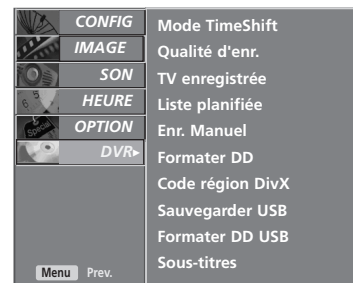 CONFIG
IMAGE
SON
HEURE
OPTION
DVR
Menu Prev.
Mode TimeShift
Qualité d'enr.
TV enregistrée
Liste planifiée
Enr. Manuel
Formater DD
Code région DivX
Sauvegarder USB
Formater DD USB
Sous-titres